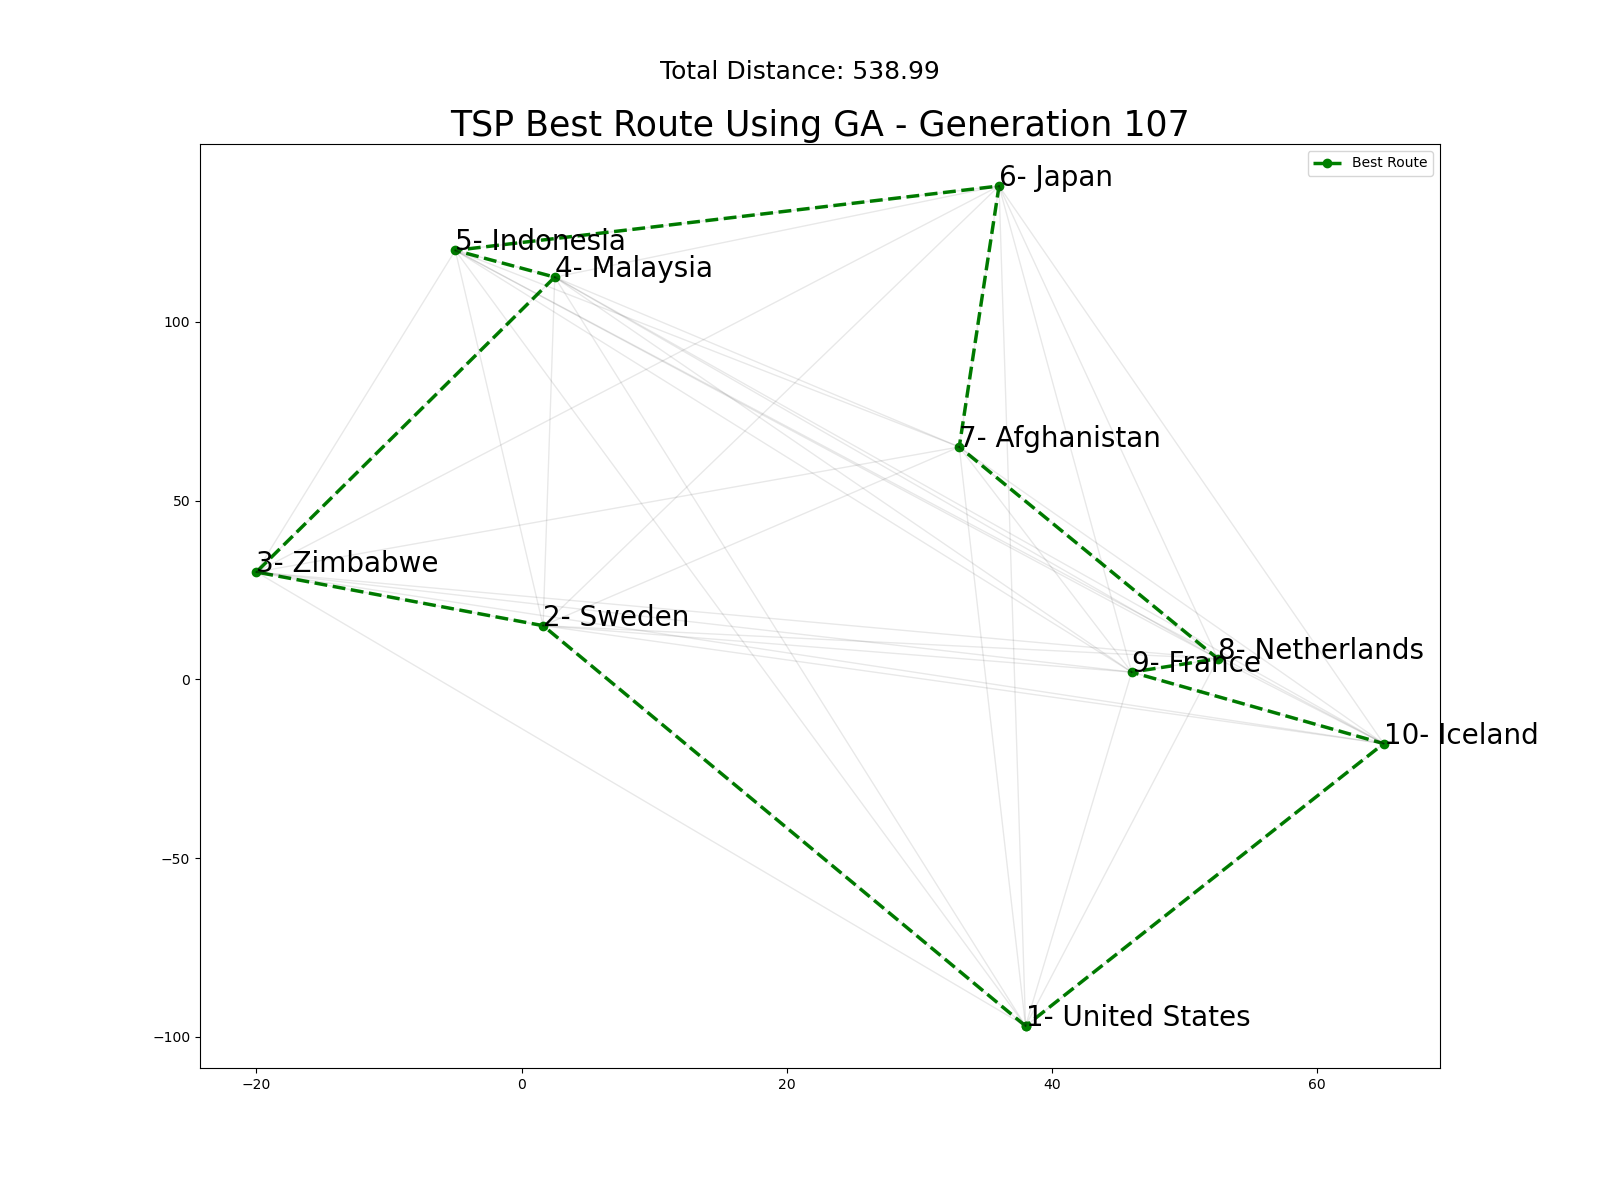 Total Distance: 538.99
TSP Best Route Using GA - Generation 107
Best Route
6- Japan
5- Indonesia
4- Malaysia
7- Afghanistan
3- Zimbabwe
2- Sweden
8- Netherlands
9- France
10- Iceland
1- United States
100
50
0
−50
−100
−20
0
20
40
60